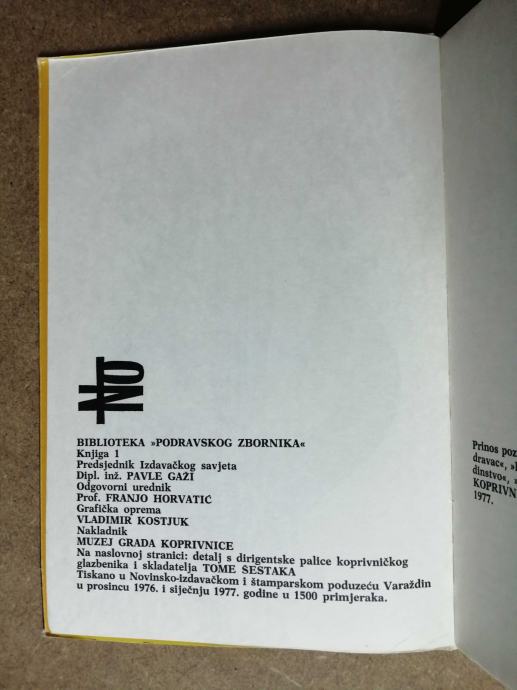 BIBLIOTEKA »PODRAVSKOG ZBORNIKA«
Knjiga 1
Predsjednik Izdavačkog savjeta
Dipl. inž. PAVLE GAŽI
Odgovorni urednik
Prof. FRANJO HORVATIĆ
Grafička oprema
VLADIMIR KOSTJUK
Nakladnik
MUZEJ GRADA KOPRIVNICE
Na naslovnoj stranici: detalj s dirigentske palice koprivničkog
glazbenika i skladatelja TOME ŠESTAKA
Tiskano u Novinsko-izdavačkom i štamparskom poduzeću Varaždin
u prosincu 1976. i siječnju 1977. godine u 1500 primjeraka.
Prinos poz
dravac«,
dinstvo«, »
KOPRIVN
1977.